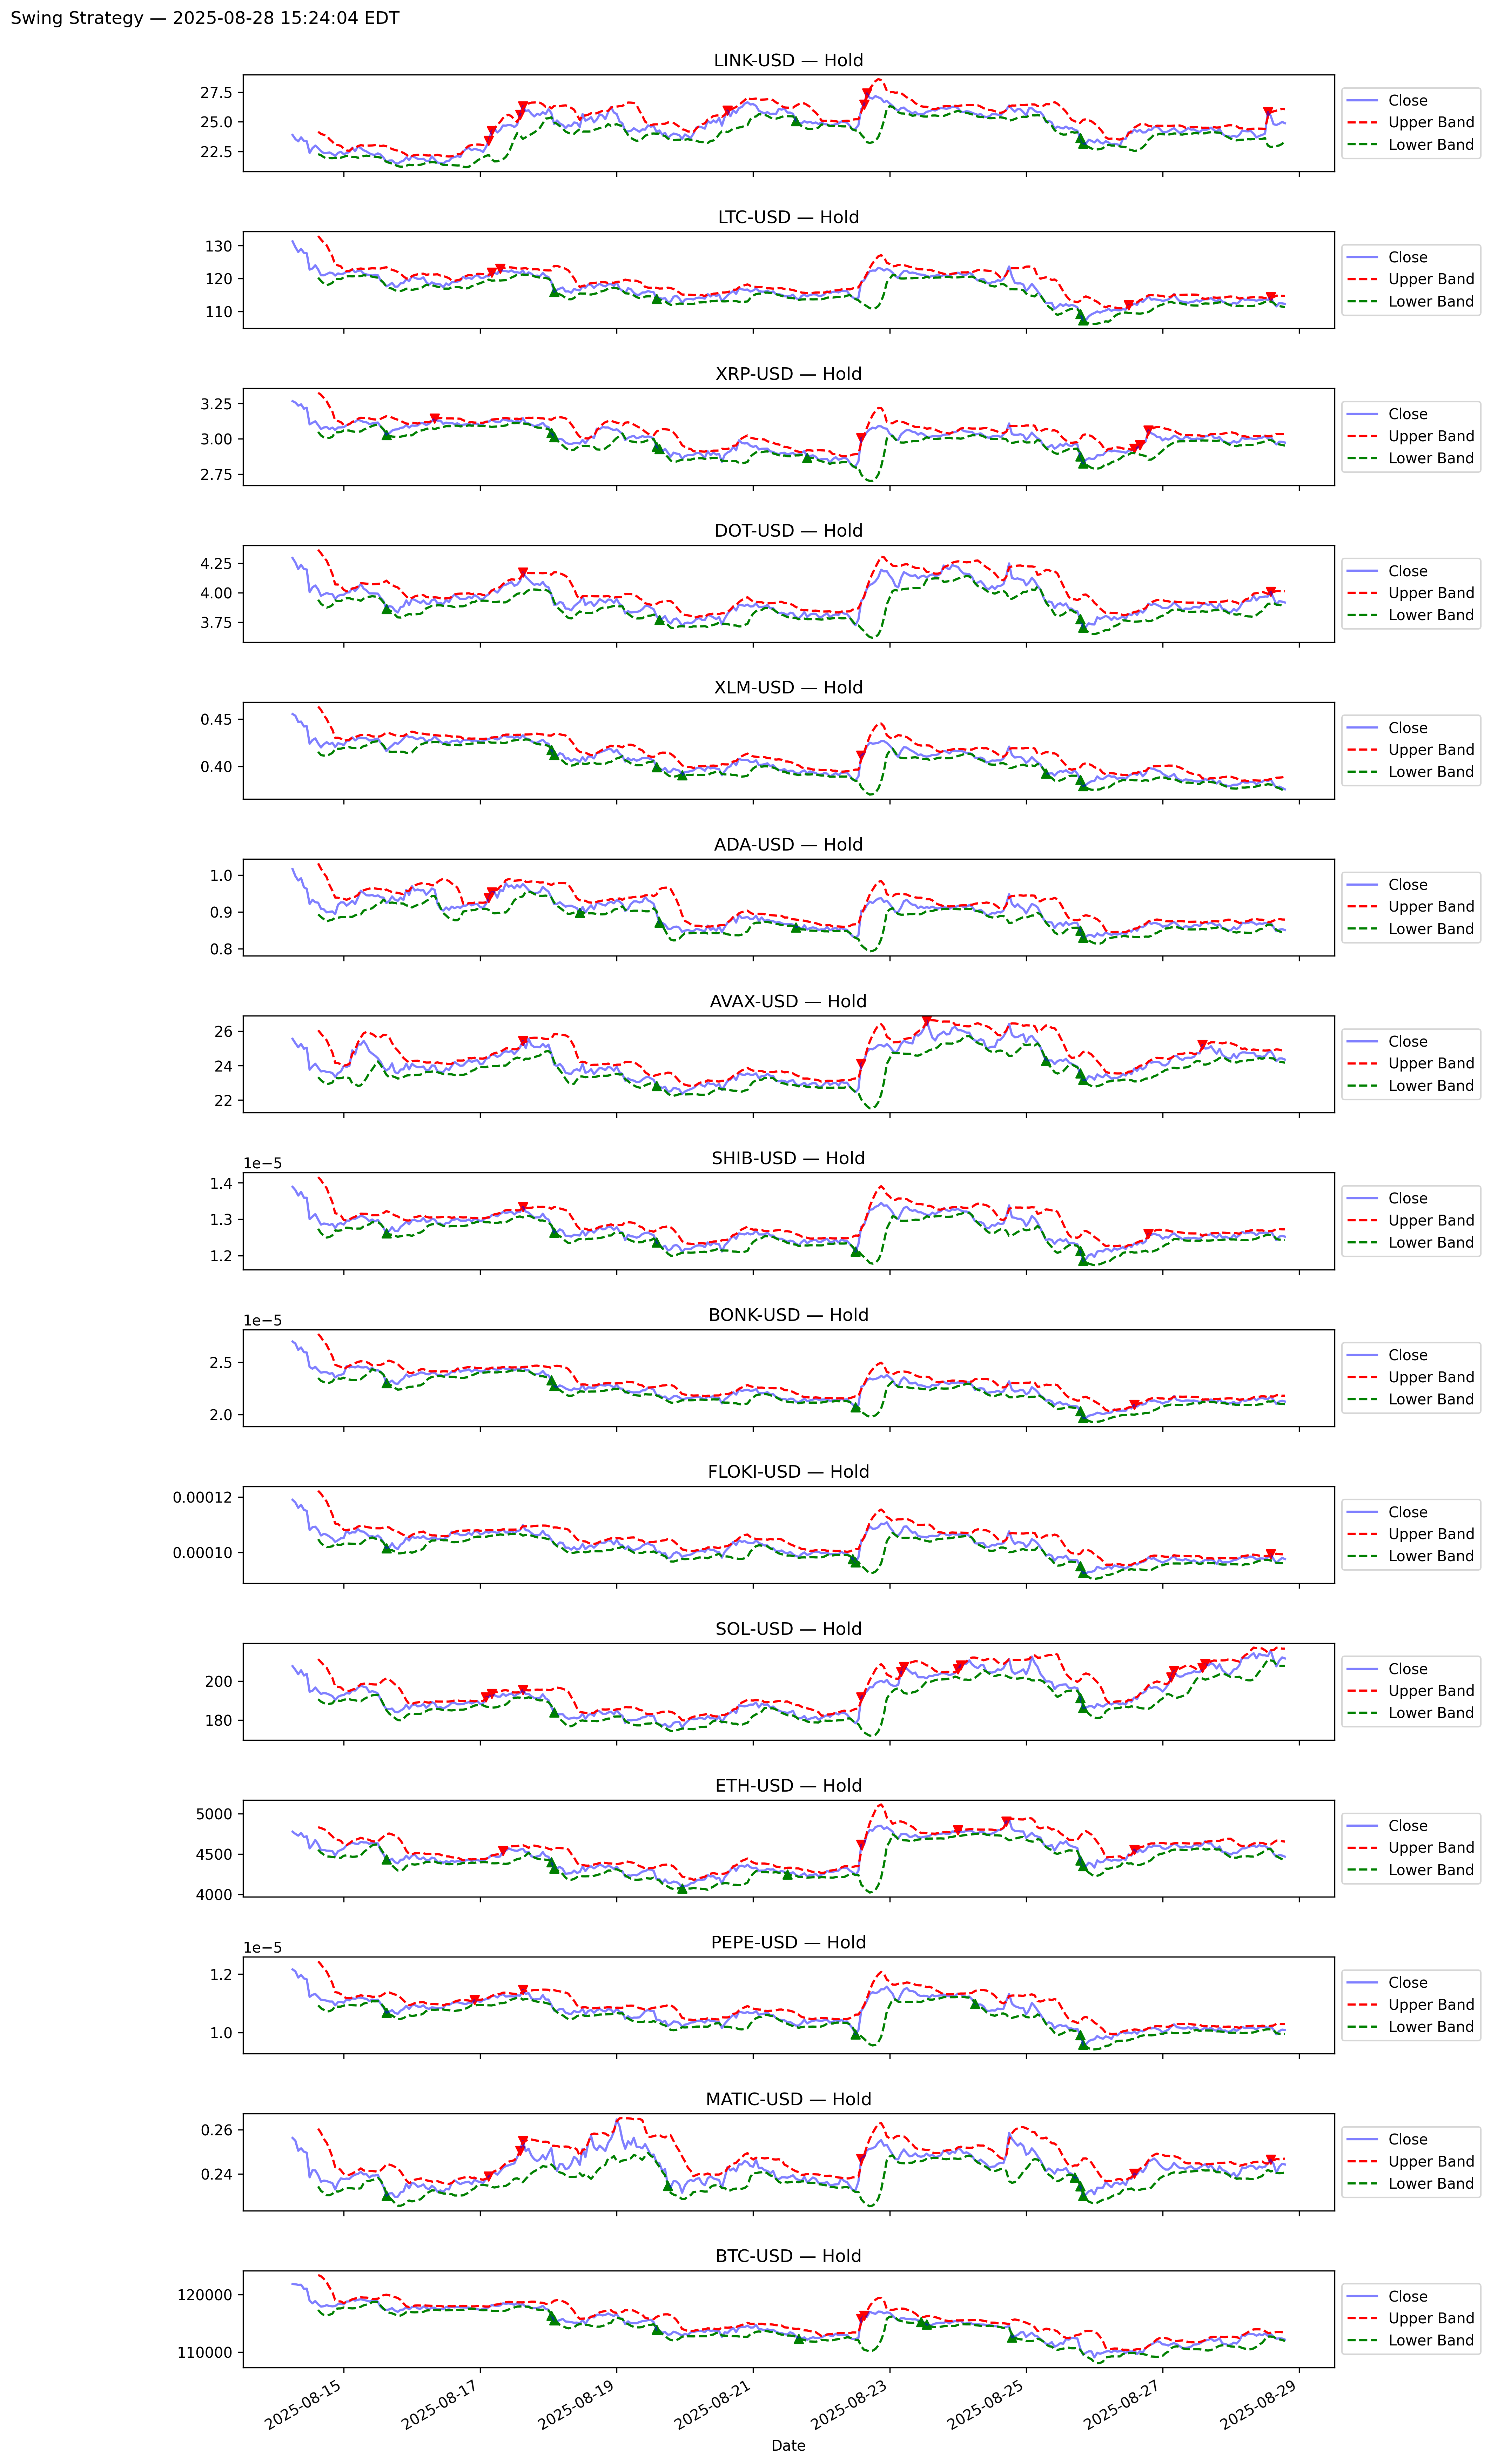 Swing Strategy — 2025-08-28 15:24:04 EDT
LINK-USD — Hold
27.5
25.0
22.5
Close
Upper Band
Lower Band
LTC-USD — Hold
130
120
110
Close
Upper Band
Lower Band
XRP-USD — Hold
3.25
3.00
2.75
Close
Upper Band
Lower Band
DOT-USD — Hold
4.25
4.00
3.75
Close
Upper Band
Lower Band
XLM-USD — Hold
0.45
0.40
Close
Upper Band
Lower Band
ADA-USD — Hold
1.0
0.9
0.8
Close
Upper Band
Lower Band
AVAX-USD — Hold
26
24
22
Close
Upper Band
Lower Band
SHIB-USD — Hold
1e−5
1.4
1.3
1.2
Close
Upper Band
Lower Band
BONK-USD — Hold
1e−5
2.5
2.0
Close
Upper Band
Lower Band
FLOKI-USD — Hold
0.00012
0.00010
Close
Upper Band
Lower Band
SOL-USD — Hold
200
180
Close
Upper Band
Lower Band
ETH-USD — Hold
5000
4500
4000
Close
Upper Band
Lower Band
PEPE-USD — Hold
1e−5
1.2
1.0
Close
Upper Band
Lower Band
MATIC-USD — Hold
0.26
0.24
Close
Upper Band
Lower Band
BTC-USD — Hold
120000
110000
Close
Upper Band
Lower Band
2025-08-15
2025-08-17
2025-08-19
2025-08-21
2025-08-23
2025-08-25
2025-08-27
2025-08-29
Date